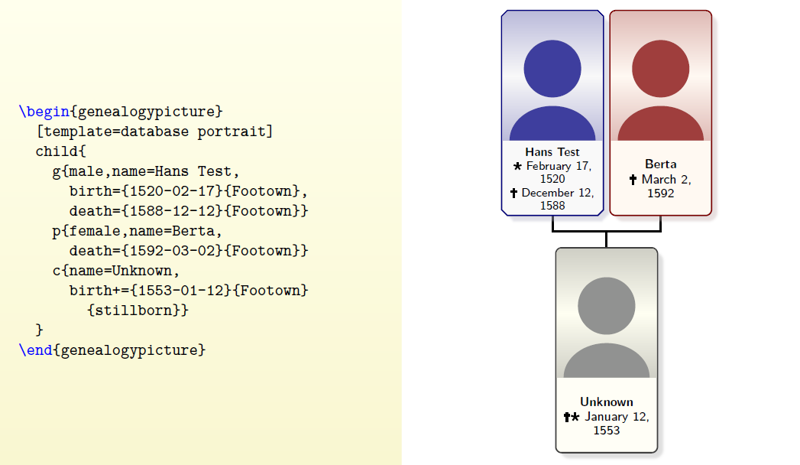 \begin{genealogypicture}
[template=database portrait]
child{
g{male,name=Hans Test,
birth={1520-02-17}{Footown},
death={1588-12-12}{Footown}}
p{female,name=Berta,
death={1592-03-02}{Footown}}
c{name=Unknown,
birth+={1553-01-12}{Footown}
{stillborn}}
}
\end{genealogypicture}
Hans Test
★ February 17,
1520
✝ December 12,
1588
Berta
✝ March 2,
1592
Unknown
✝★ January 12,
1553